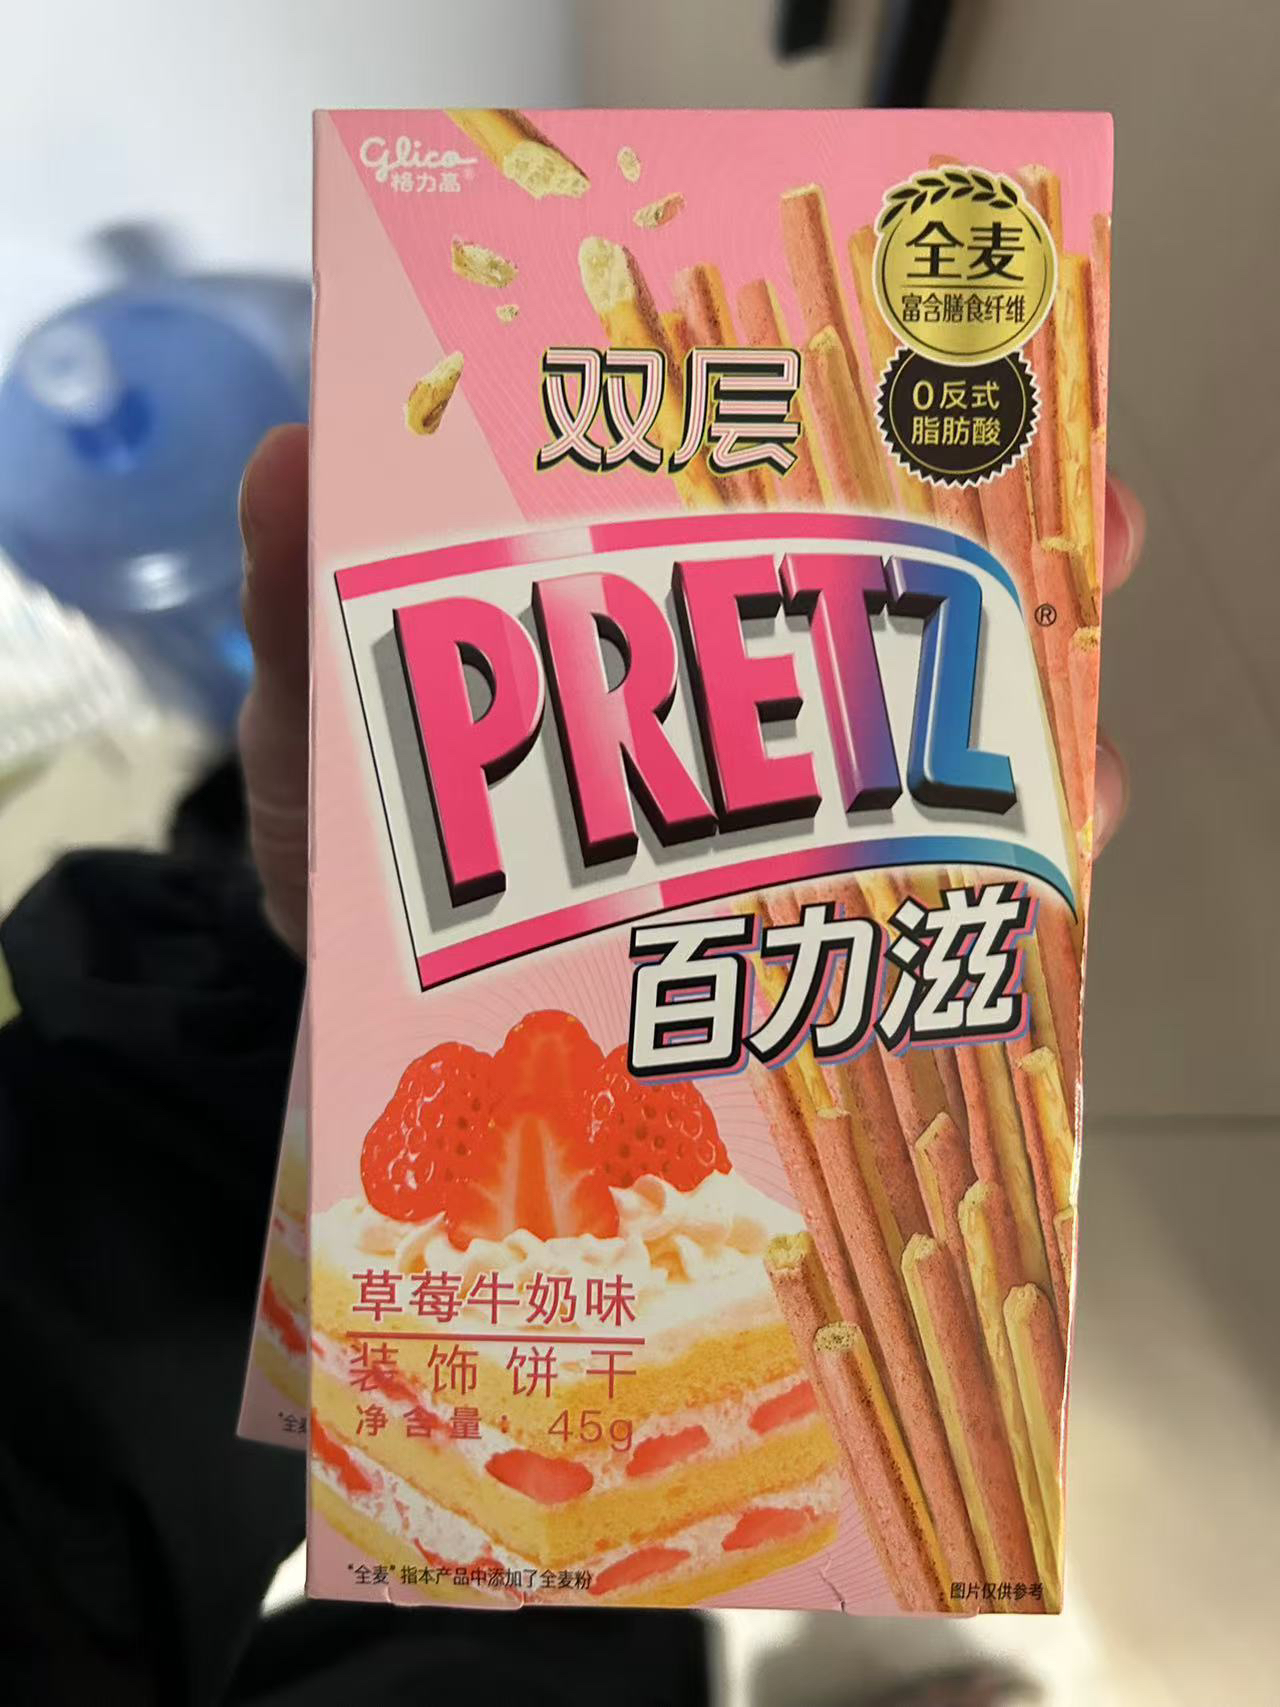 Glico
格力高®
全麦
富含膳食纤维
0反式
脂肪酸
双层
PRETZ®
百力滋
草莓牛奶味
装饰饼干
净含量: 45g
"全麦"指本产品中添加了全麦粉
图片仅供参考
"全麦